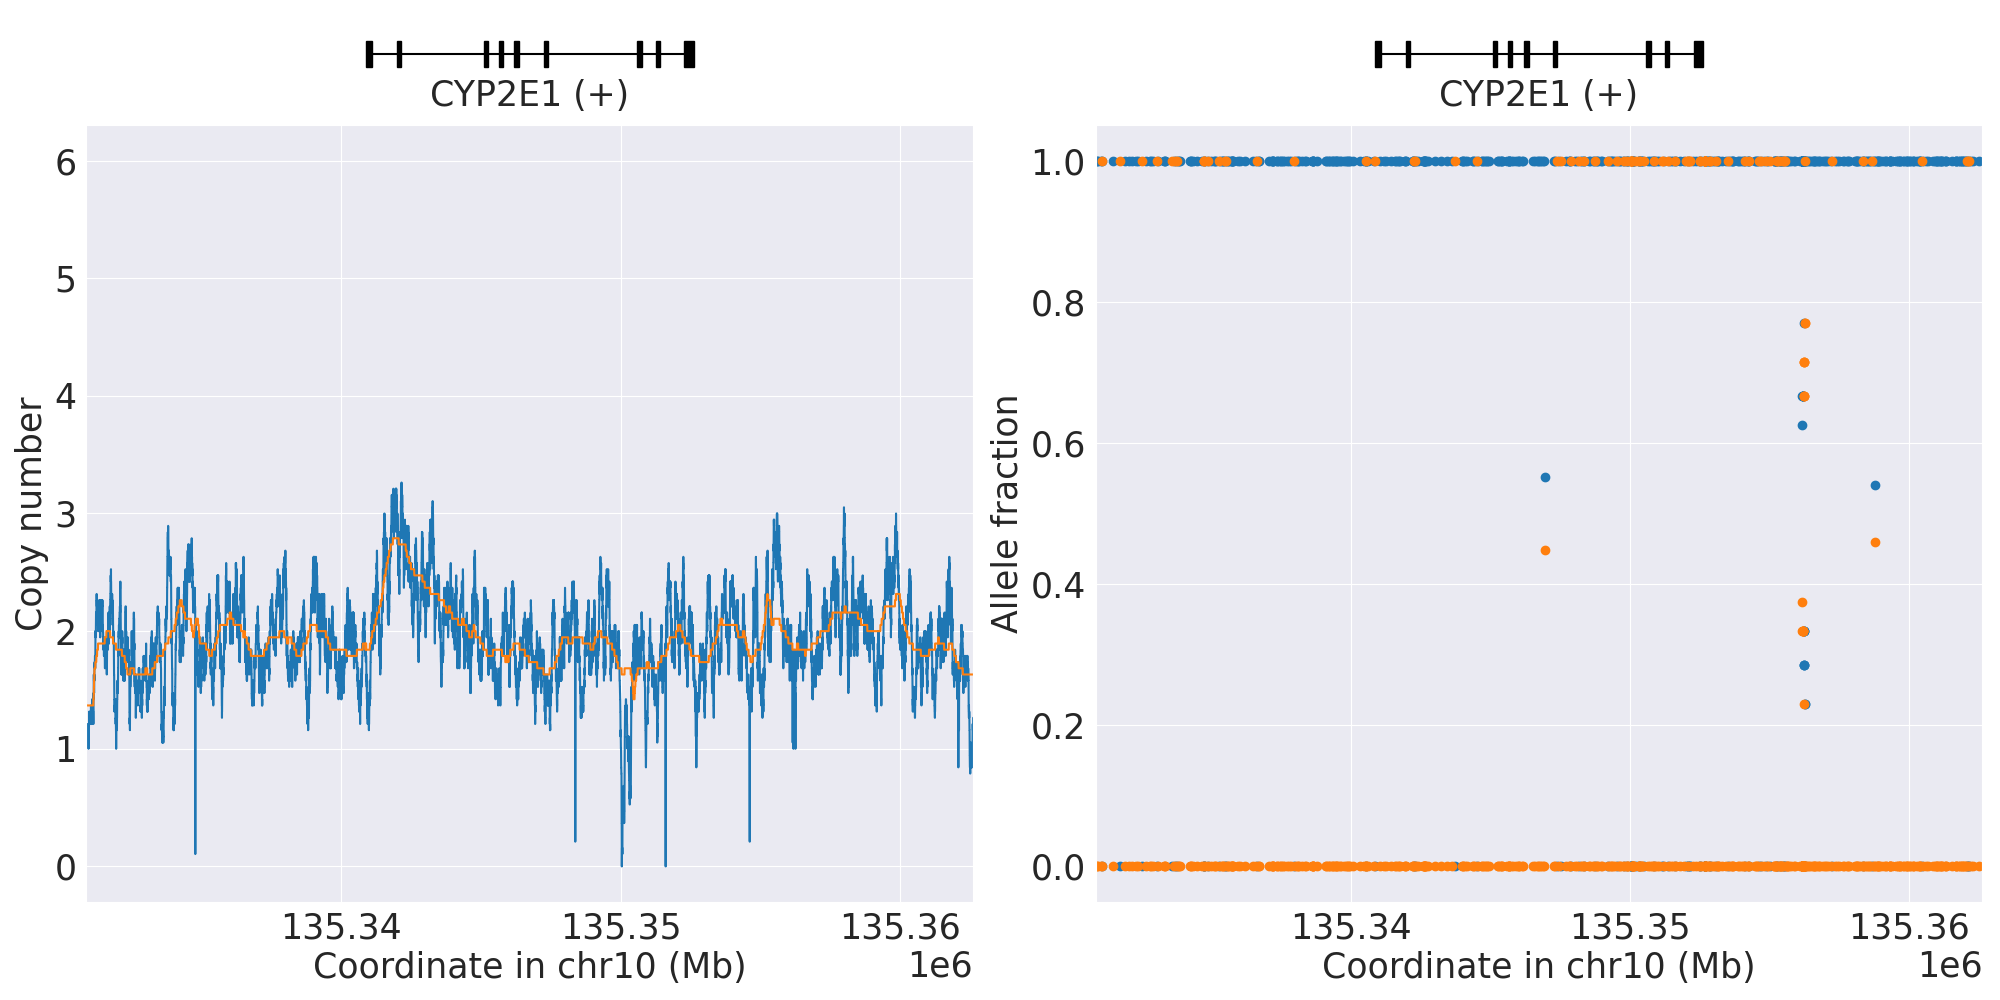 CYP2E1 (+)
6
5
4
3
2
1
0
Copy number
135.34
135.35
135.36
Coordinate in chr10 (Mb)
1e6
CYP2E1 (+)
1.0
0.8
0.6
0.4
0.2
0.0
Allele fraction
135.34
135.35
135.36
Coordinate in chr10 (Mb)
1e6